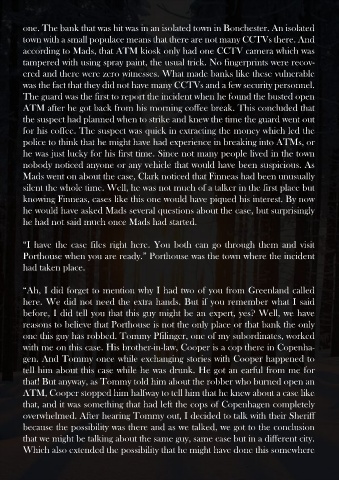 one. The bank that was hit was in an isolated town in Bonchester. An isolated
town with a small populace means that there are not many CCTVs there. And
according to Mads, that ATM kiosk only had one CCTV camera which was
tampered with using spray paint, the usual trick. No fingerprints were recov-
ered and there were zero witnesses. What made banks like these vulnerable
was the fact that they did not have many CCTVs and a few security personnel.
The guard was the first to report the incident when he found the busted open
ATM after he got back from his morning coffee break. This concluded that
the suspect had planned when to strike and knew the time the guard went out
for his coffee. The suspect was quick in extracting the money which led the
police to think that he might have had experience in breaking into ATMs, or
he was just lucky for his first time. Since not many people lived in the town
nobody noticed anyone or any vehicle that would have been suspicious. As
Mads went on about the case, Clark noticed that Finneas had been unusually
silent the whole time. Well, he was not much of a talker in the first place but
knowing Finneas, cases like this one would have piqued his interest. By now
he would have asked Mads several questions about the case, but surprisingly
he had not said much once Mads had started.
"I have the case files right here. You both can go through them and visit
Porthouse when you are ready." Porthouse was the town where the incident
had taken place.
"Ah, I did forget to mention why I had two of you from Greenland called
here. We did not need the extra hands. But if you remember what I said
before, I did tell you that this guy might be an expert, yes? Well, we have
reasons to believe that Porthouse is not the only place or that bank the only
one this guy has robbed. Tommy Pfilinger, one of my subordinates, worked
with me on this case. His brother-in-law, Cooper is a cop there in Copenha-
gen. And Tommy once while exchanging stories with Cooper happened to
tell him about this case while he was drunk. He got an earful from me for
that! But anyway, as Tommy told him about the robber who burned open an
ATM, Cooper stopped him halfway to tell him that he knew about a case like
that, and it was something that had left the cops of Copenhagen completely
overwhelmed. After hearing Tommy out, I decided to talk with their Sheriff
because the possibility was there and as we talked, we got to the conclusion
that we might be talking about the same guy, same case but in a different city.
Which also extended the possibility that he might have done this somewhere